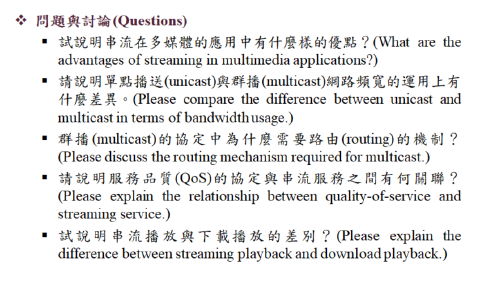 ❖ 問題與討論(Questions)
▪ 試說明串流在多媒體的應用中有什麼樣的優點？(What are the
advantages of streaming in multimedia applications?)
▪ 請說明單點播送(unicast)與群播(multicast)網路頻寬的運用上有
什麼差異。(Please compare the difference between unicast and
multicast in terms of bandwidth usage.)
▪ 群播(multicast)的協定中為什麼需要路由(routing)的機制？
(Please discuss the routing mechanism required for multicast.)
▪ 請說明服務品質(QoS)的協定與串流服務之間有何關聯？
(Please explain the relationship between quality-of-service and
streaming service.)
▪ 試說明串流播放與下載播放的差別？(Please explain the
difference between streaming playback and download playback.)